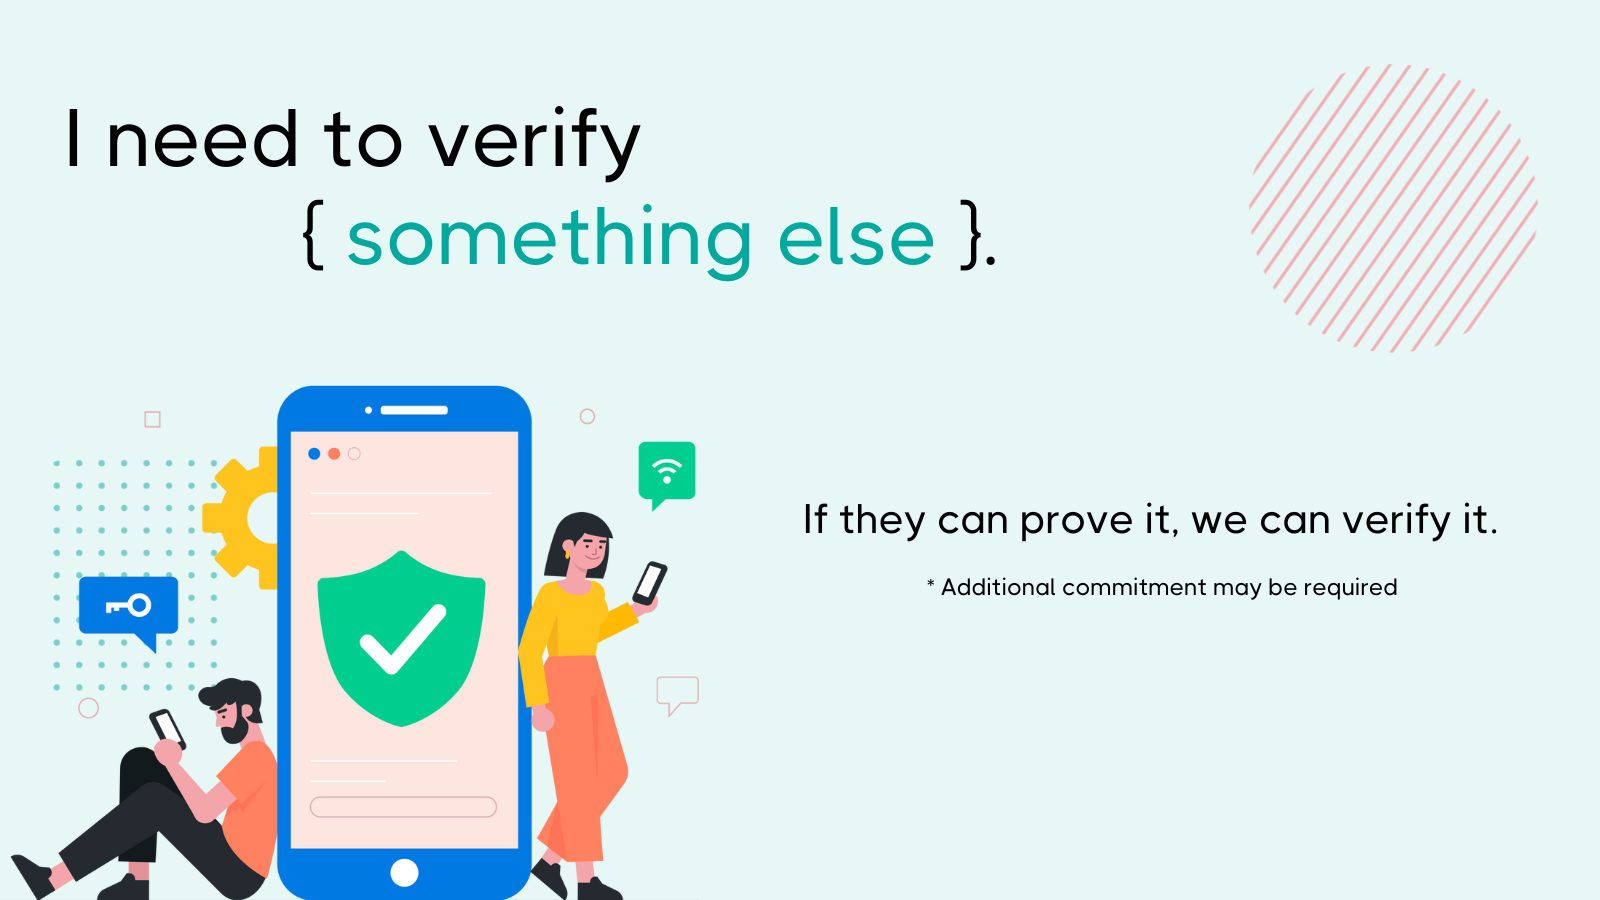 I need to verify
{ something else }.
If they can prove it, we can verify it.
* Additional commitment may be required